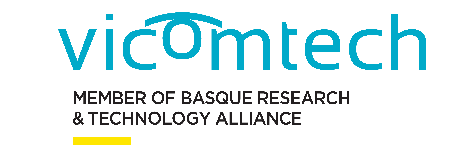 vicomtech
MEMBER OF BASQUE RESEARCH
& TECHNOLOGY ALLIANCE